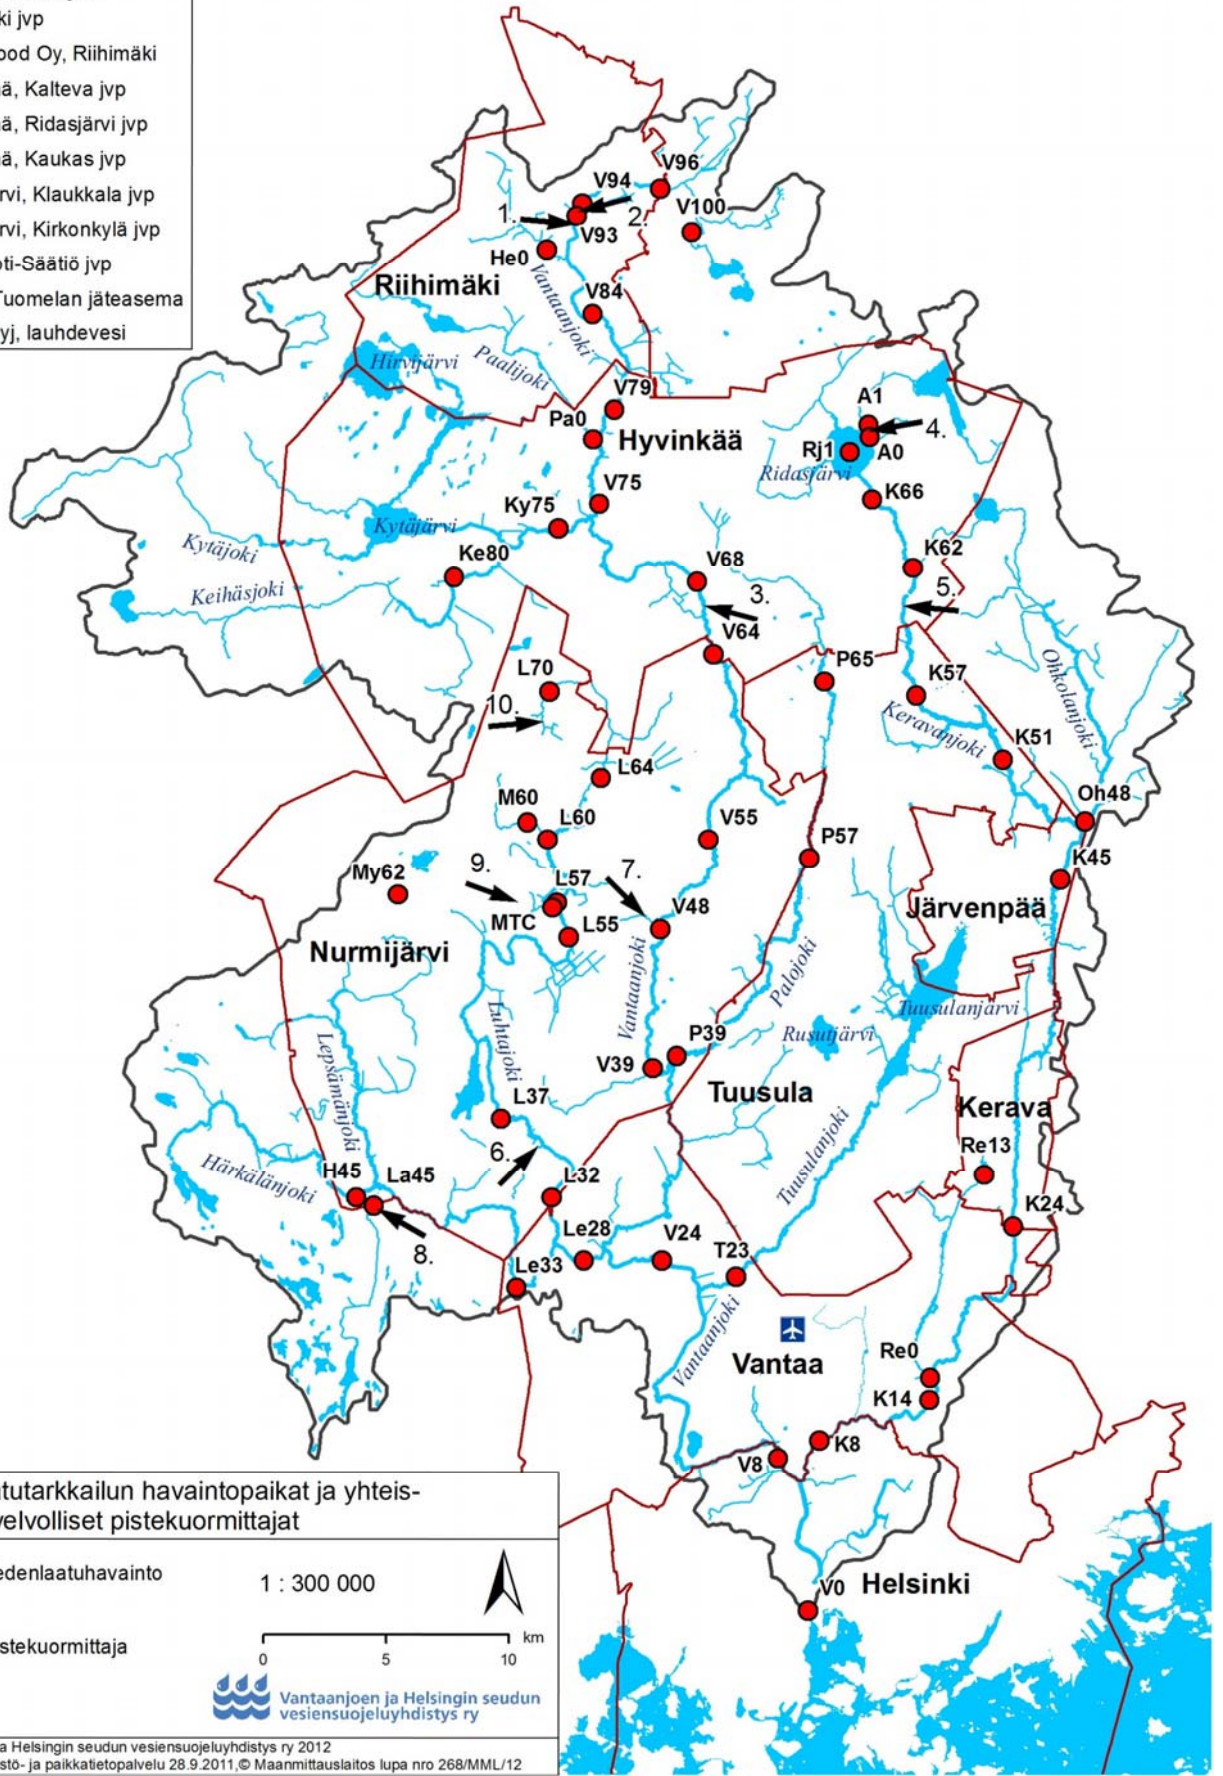 ki jvp
ood Oy, Riihimäki
ä, Kalteva jvp
ä, Ridasjärvi jvp
ä, Kaukas jvp
rvi, Klaukkala jvp
rvi, Kirkonkylä jvp
oti-Säätiö jvp
Tuomelan jäteasema
yj, lauhdevesi
V96
V94
V100
1.
2.
V93
He0
Riihimäki
Vantaanjoki
V84
Hirvijärvi
Paalijoki
V79
Pa0
Hyvinkää
A1
4.
Rj1
A0
Ridasjärvi
V75
K66
Ky75
Kytäjärvi
Kytäjoki
Ke80
V68
K62
Keihäsjoki
3.
5.
V64
L70
P65
K57
Ohkolanjoki
10.
Keravanjoki
K51
L64
Oh48
M60
L60
V55
P57
K45
9.
7.
My62
L57
V48
MTC
L55
Järvenpää
Nurmijärvi
Vantaanjoki
Palojoki
Luhtajoki
Tuusulanjärvi
Lepsämänjoki
Rusutjärvi
P39
V39
Tuusula
L37
Kerava
Tuusulanjoki
Re13
6.
Härkälänjoki
H45
La45
L32
K24
8.
Le28
V24
T23
Le33
Vantaanjoki
Vantaa
Re0
K14
K8
V8
V0
Helsinki
tutarkkailun havaintopaikat ja yhteis-
velvolliset pistekuormittajat
edenlaatuhavainto
1 : 300 000
stekuormittaja
km
0 5 10
Vantaanjoen ja Helsingin seudun
vesiensuojeluyhdistys ry
a Helsingin seudun vesiensuojeluyhdistys ry 2012
stö- ja paikkatietopalvelu 28.9.2011,© Maanmittauslaitos lupa nro 268/MML/12